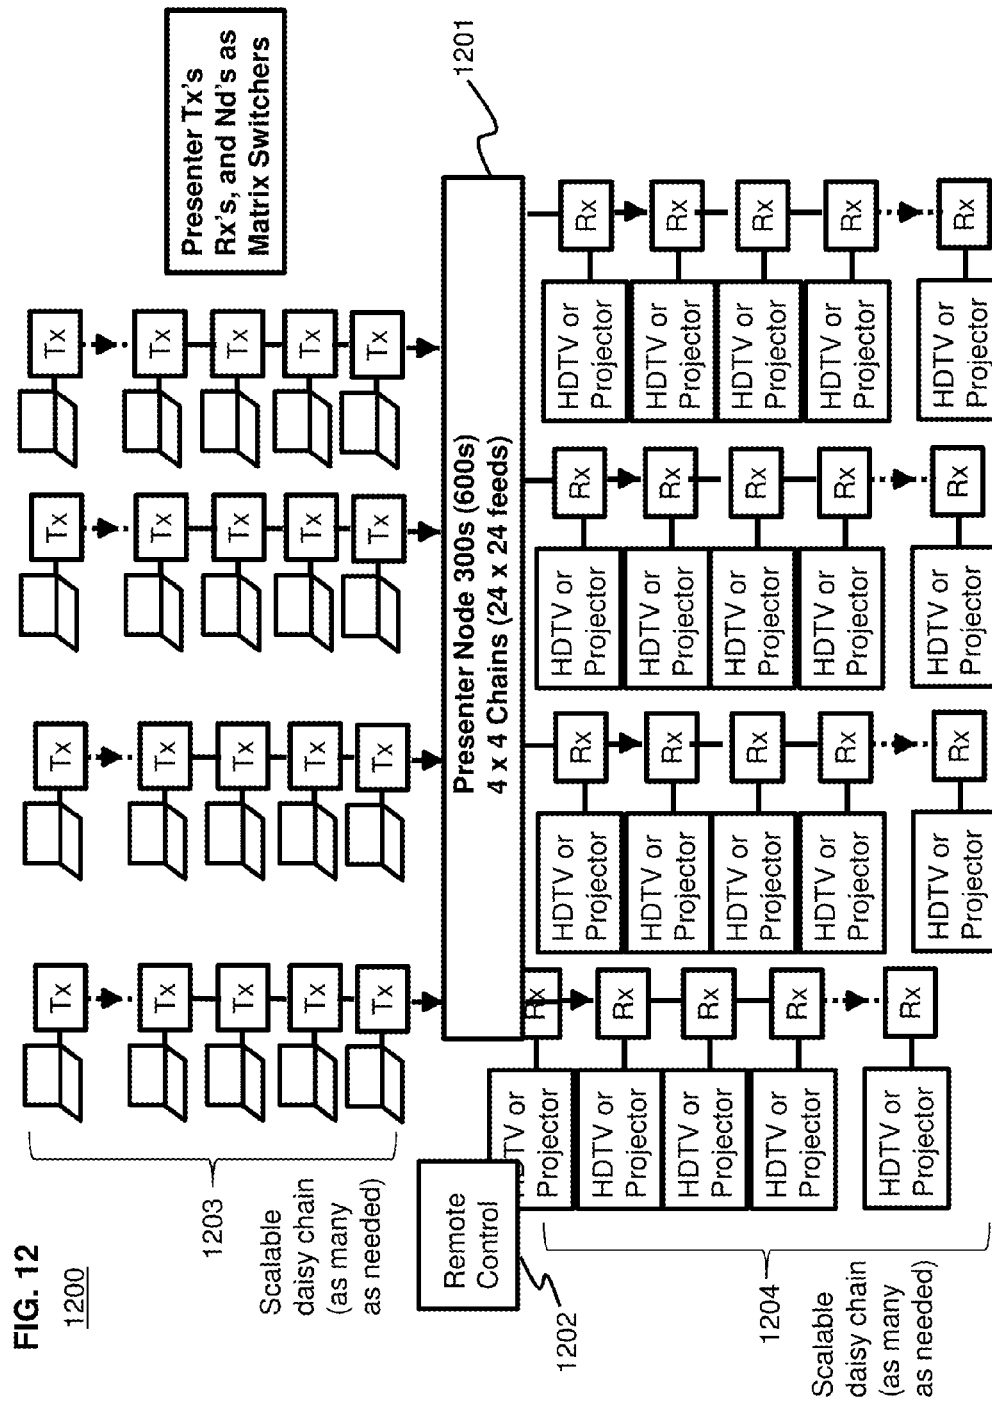 FIG. 12
1200
Presenter Tx's
Rx's, and Nd's as
Matrix Switchers
Tx Tx Tx Tx
Tx Tx Tx Tx
Tx Tx Tx Tx
Tx Tx Tx Tx
Tx Tx Tx Tx
1203
Scalable
daisy chain
(as many
as needed)
1201
Presenter Node 300s (600s)
4 x 4 Chains (24 x 24 feeds)
Remote
Control
1202
HDTV or
Projector
Rx
HDTV or
Projector
Rx
HDTV or
Projector
Rx
HDTV or
Projector
Rx
HDTV or
Projector
Rx
HDTV or
Projector
Rx
HDTV or
Projector
Rx
HDTV or
Projector
Rx
HDTV or
Projector
Rx
HDTV or
Projector
Rx
HDTV or
Projector
Rx
HDTV or
Projector
Rx
HDTV or
Projector
Rx
HDTV or
Projector
Rx
HDTV or
Projector
Rx
HDTV or
Projector
Rx
HDTV or
Projector
Rx
HDTV or
Projector
Rx
HDTV or
Projector
Rx
HDTV or
Projector
Rx
1204
Scalable
daisy chain
(as many
as needed)